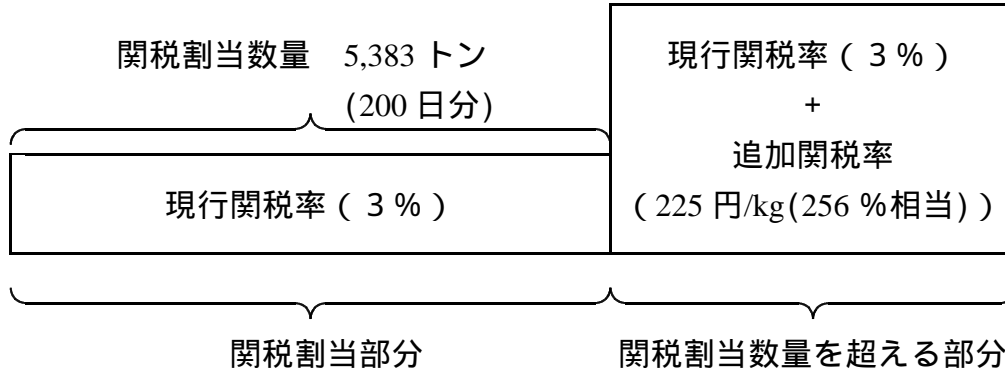 関税割当数量　5,383 トン
(200 日分)
現行関税率（３％）
現行関税率（３％）
+
追加関税率
（225 円/kg(256 %相当)）
関税割当部分
関税割当数量を超える部分